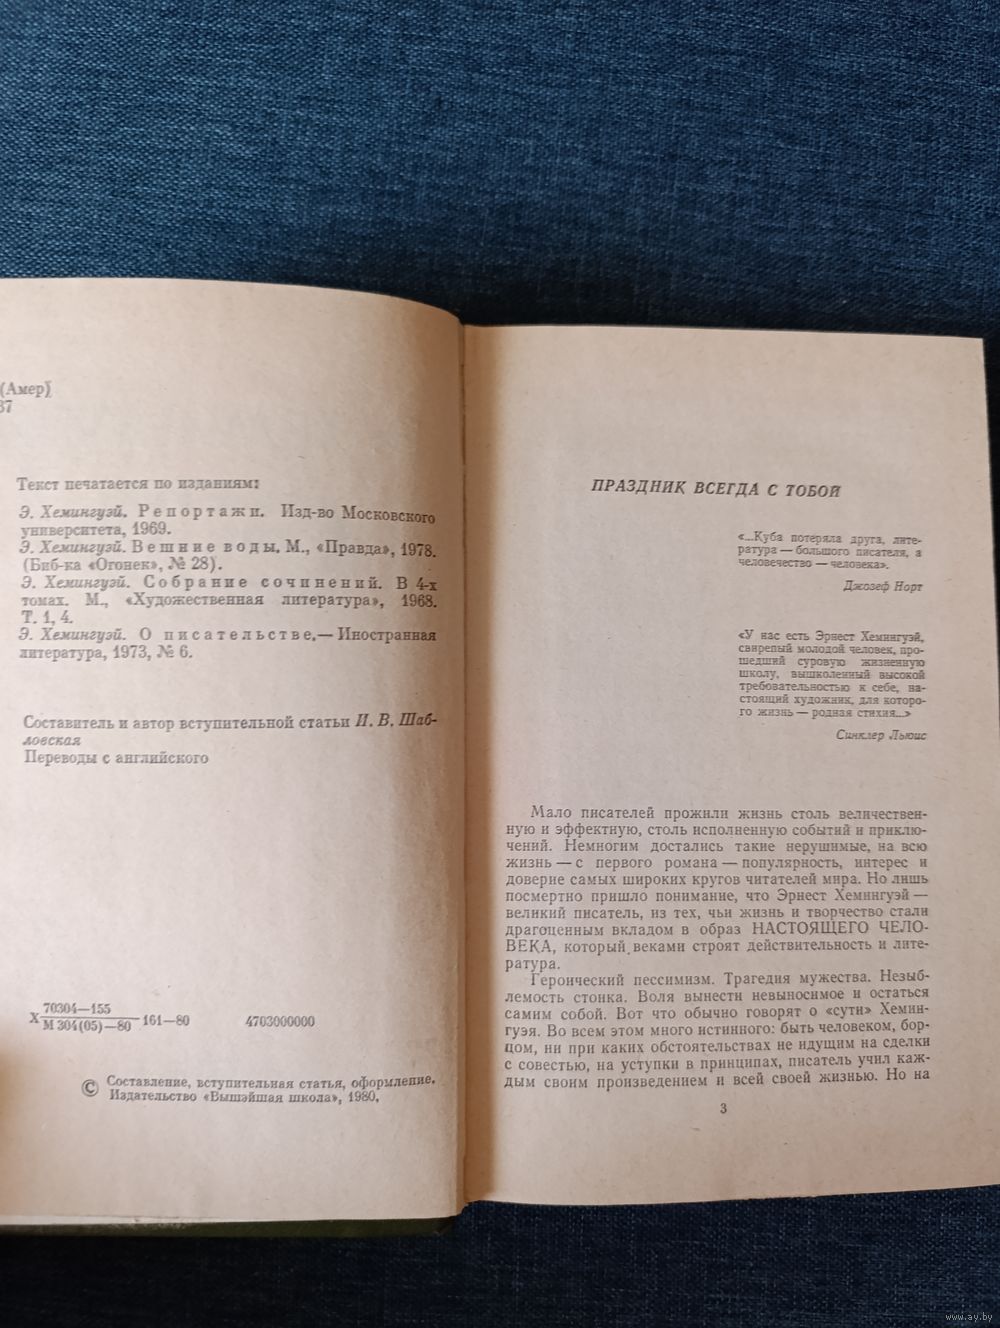 (Амер)
37
Текст печатается по изданиям:
Э. Хемингуэй. Репортажи. Изд-во Московского
университета, 1969.
Э. Хемингуэй. Вешние воды. М., «Правда», 1978.
(Биб-ка «Огонек», № 28).
Э. Хемингуэй. Собрание сочинений. В 4-х
томах. М., «Художественная литература», 1968.
Т. 1, 4.
Э. Хемингуэй. О писательстве.— Иностранная
литература, 1973, № 6.
Составитель и автор вступительной статьи И. В. Шаб-
ловская
Переводы с английского
Х 70304—155
М 304(05)—80 161—80 4703000000
© Составление, вступительная статья, оформление.
Издательство «Вышэйшая школа», 1980.
ПРАЗДНИК ВСЕГДА С ТОБОЙ
«...Куба потеряла друга, лите-
ратура — большого писателя, а
человечество — человека».
Джозеф Норт
«У нас есть Эрнест Хемингуэй,
свирепый молодой человек, про-
шедший суровую жизненную
школу, вышколенный высокой
требовательностью к себе, на-
стоящий художник, для которо-
го жизнь — родная стихия...»
Синклер Льюис
Мало писателей прожили жизнь столь величествен-
ную и эффектную, столь исполненную событий и приклю-
чений. Немногим достались такие нерушимые, на всю
жизнь — с первого романа — популярность, интерес и
доверие самых широких кругов читателей мира. Но лишь
посмертно пришло понимание, что Эрнест Хемингуэй —
великий писатель, из тех, чьи жизнь и творчество стали
драгоценным вкладом в образ НАСТОЯЩЕГО ЧЕЛО-
ВЕКА, который веками строят действительность и лите-
ратура.
Героический пессимизм. Трагедия мужества. Незыб-
лемость стоика. Воля вынести невыносимое и остаться
самим собой. Вот что обычно говорят о «сути» Хемин-
гуэя. Во всем этом много истинного: быть человеком, бор-
цом, ни при каких обстоятельствах не идущим на сделки
с совестью, на уступки в принципах, писатель учил каж-
дым своим произведением и всей своей жизнью. Но на
3
www.ay.by